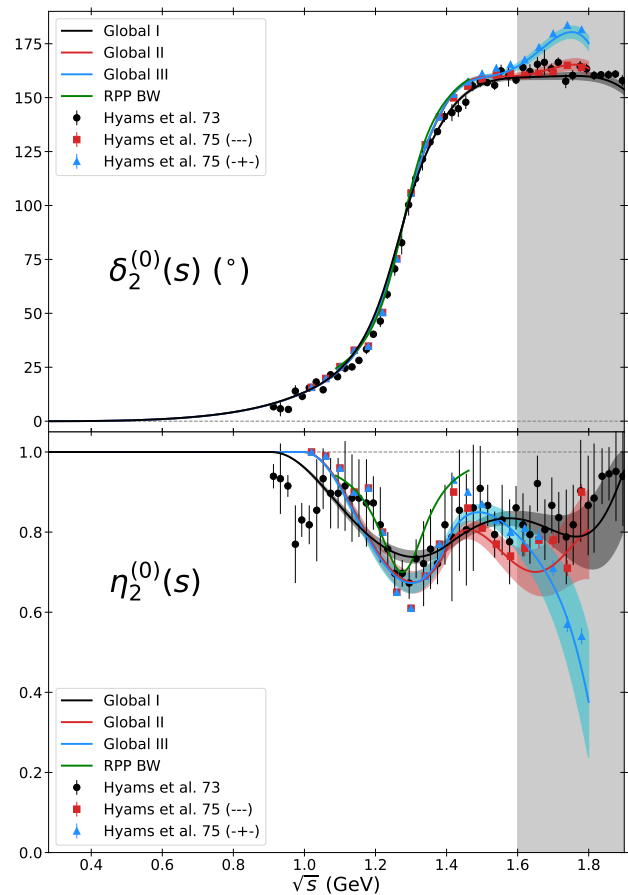 175
150
125
100
75
50
25
0
Global I
Global II
Global III
RPP BW
Hyams et al. 73
Hyams et al. 75 (---)
Hyams et al. 75 (-+-)
δ₂⁽⁰⁾(s) (°)
1.0
0.8
0.6
0.4
0.2
0.0
η₂⁽⁰⁾(s)
Global I
Global II
Global III
RPP BW
Hyams et al. 73
Hyams et al. 75 (---)
Hyams et al. 75 (-+-)
0.4 0.6 0.8 1.0 1.2 1.4 1.6 1.8
√s (GeV)